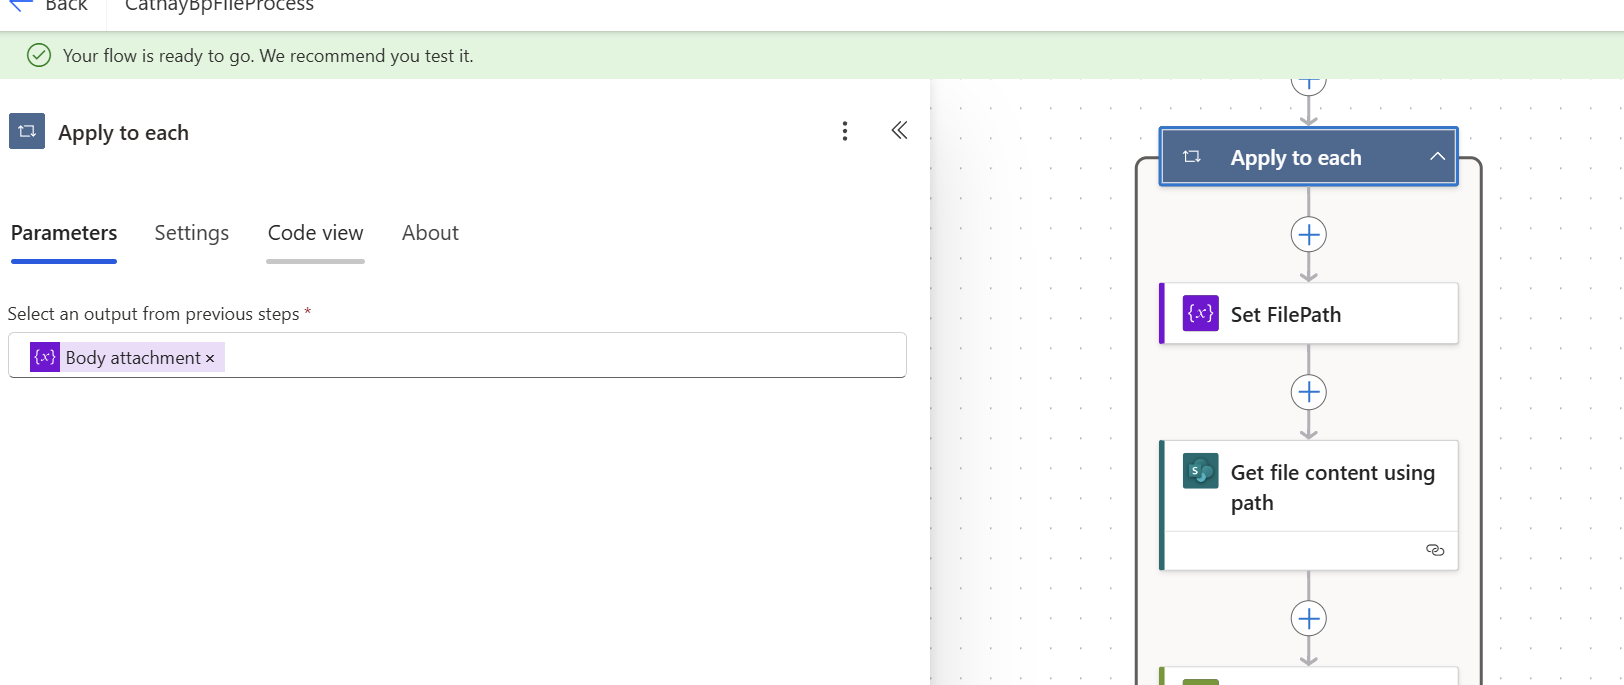 Back
CathayBpFileProcess
Your flow is ready to go. We recommend you test it.
Apply to each
Parameters
Settings
Code view
About
Select an output from previous steps *
{x} Body attachment ×
Apply to each
{x} Set FilePath
S Get file content using
path